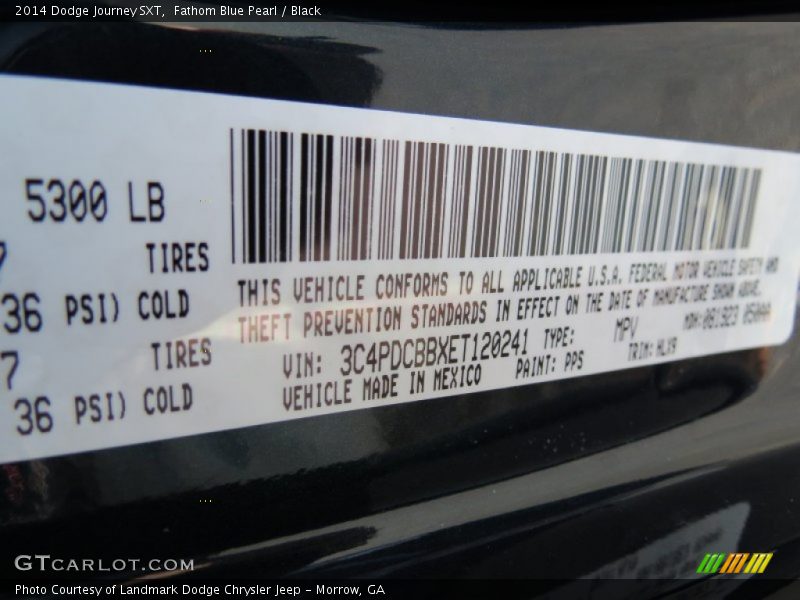 2014 Dodge Journey SXT, Fathom Blue Pearl / Black
5300 LB
TIRES
36 PSI) COLD
7 TIRES
36 PSI) COLD
THIS VEHICLE CONFORMS TO ALL APPLICABLE U.S.A. FEDERAL MOTOR VEHICLE SAFETY AND
THEFT PREVENTION STANDARDS IN EFFECT ON THE DATE OF MANUFACTURE SHOWN ABOVE.
VIN: 3C4PDCBBXET120241 TYPE: MPV
VEHICLE MADE IN MEXICO PAINT: PPS TRIM:
GTCARLOT.COM
Photo Courtesy of Landmark Dodge Chrysler Jeep - Morrow, GA